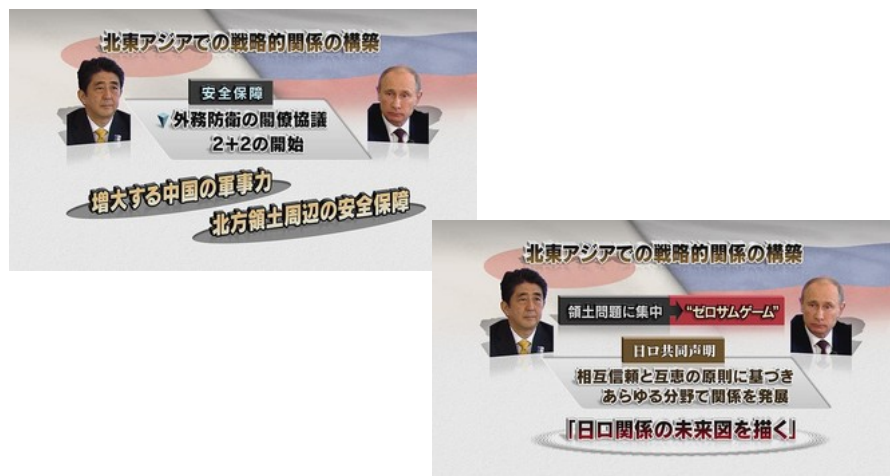 北東アジアでの戦略的関係の構築
安全保障
外務防衛の閣僚協議
2+2の開始
増大する中国の軍事力
北方領土周辺の安全保障
北東アジアでの戦略的関係の構築
領土問題に集中
“ゼロサムゲーム”
日ロ共同声明
相互信頼と互恵の原則に基づき
あらゆる分野で関係を発展
「日ロ関係の未来図を描く」